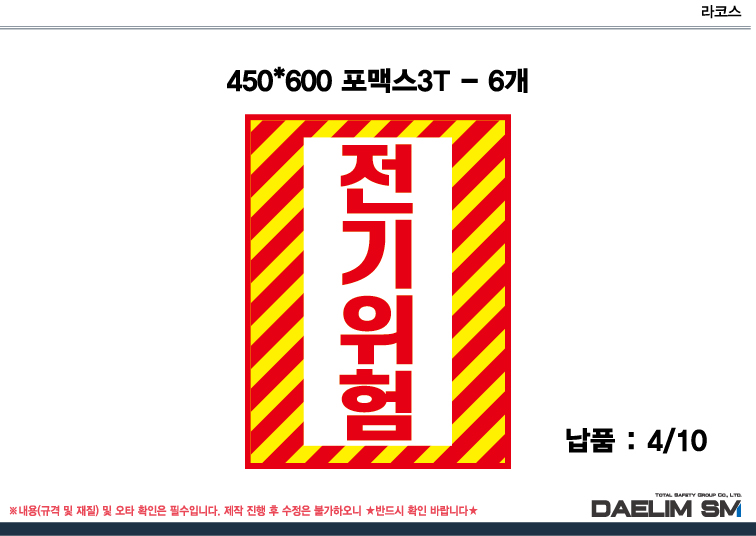 라코스
450*600 포맥스3T - 6개
전
기
위
험
납품 : 4/10
※내용(규격 및 재질) 및 오타 확인은 필수입니다. 제작 진행 후 수정은 불가하오니 ★반드시 확인 바랍니다★
TOTAL SAFETY GROUP CO., LTD.
DAELIM SM